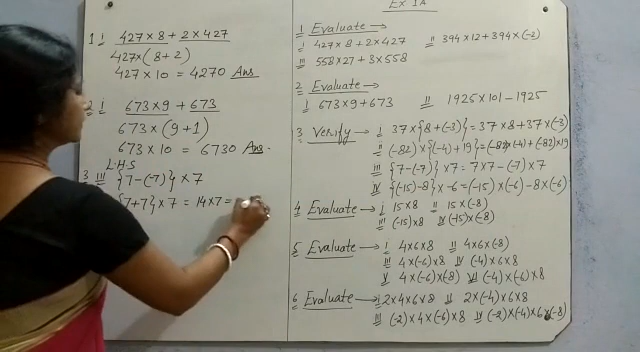 1 i 427 × 8 + 2 × 427
427 × (8 + 2)
427 × 10 = 4270 Ans
2 i 673 × 9 + 673
673 × (9 + 1)
673 × 10 = 6730 Ans.
L.H.S
3 iii {7 - (-7)} × 7
{7 + 7} × 7 = 14 × 7 =
Ex 1A
1 Evaluate →
i 427 × 8 + 2 × 427 ii 394 × 12 + 394 × (-2)
iii 558 × 27 + 3 × 558
2 Evaluate →
i 673 × 9 + 673 ii 1925 × 101 - 1925
3 Verify → i 37 × {8 + (-3)} = 37 × 8 + 37 × (-3)
ii (-82) × {(-4) + 19} = (-82) × (-4) + (-82) × 19
iii {7 - (-7)} × 7 = 7 × 7 - (-7) × 7
iv {(-15) - 8} × -6 = (-15) × (-6) - 8 × (-6)
4 Evaluate → i 15 × 8 ii 15 × (-8)
iii (-15) × 8 iv (-15) × (-8)
5 Evaluate → i 4 × 6 × 8 ii 4 × 6 × (-8)
iii 4 × (-6) × 8 iv (-4) × 6 × 8
v 4 × (-6) × (-8) vi (-4) × (-6) × 8
6 Evaluate → i 2 × 4 × 6 × 8 ii 2 × (-4) × 6 × 8
iii (-2) × 4 × (-6) × 8 iv (-2) × (-4) × 6 × (-8)